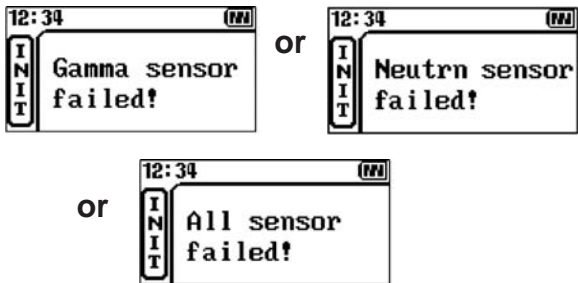 12:34
INIT
Gamma sensor
failed!
or
12:34
INIT
Neutrn sensor
failed!
or
12:34
INIT
All sensor
failed!